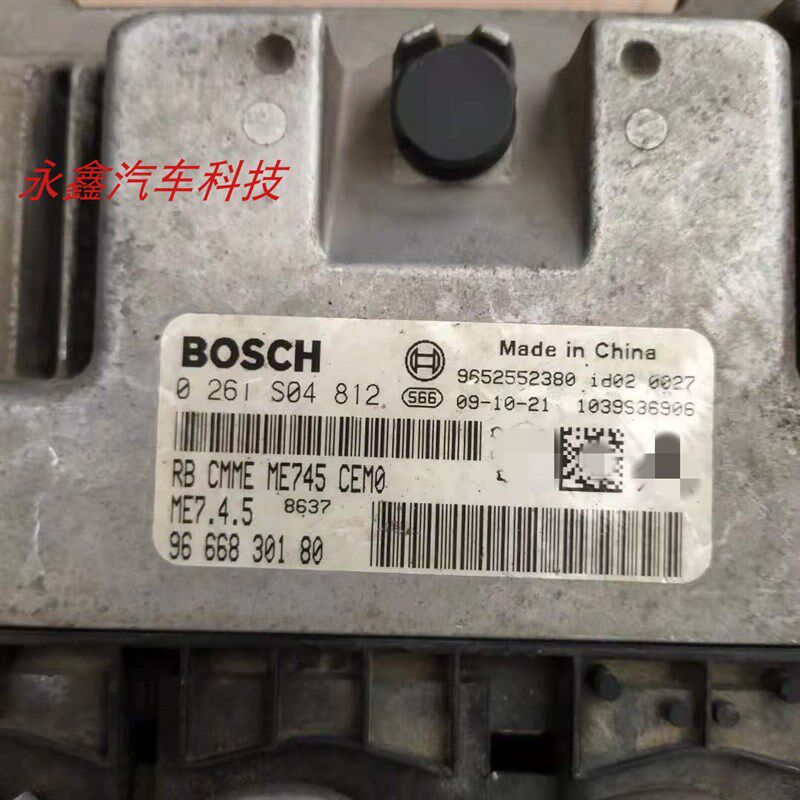 永鑫汽车科技
BOSCH
Made in China
9652552380 id02 0027
0 261 S04 812
S66 09-10-21 1039S36906
RB CMME ME745 CEM0
ME7.4.5 8637
96 668 301 80